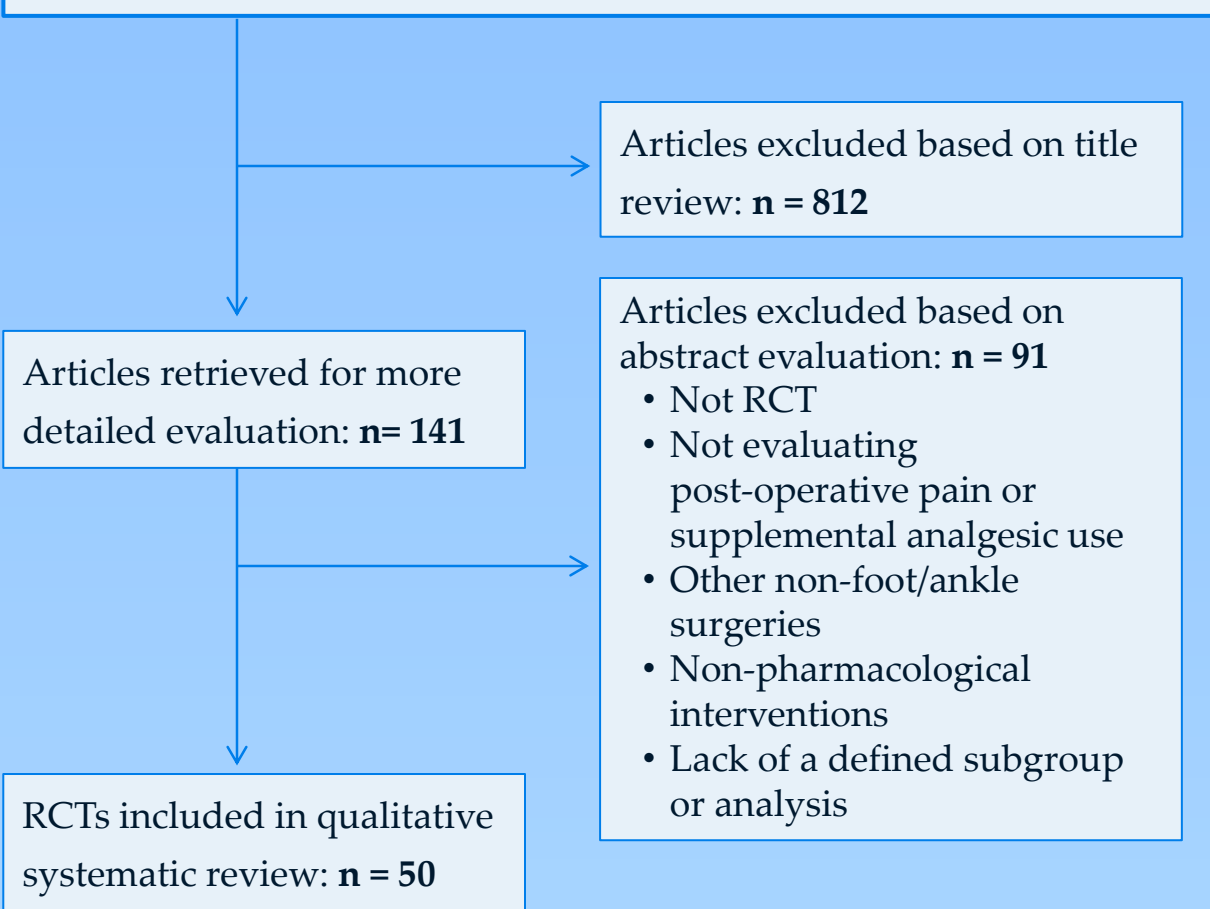 Articles excluded based on title
review: n = 812
Articles retrieved for more
detailed evaluation: n= 141
Articles excluded based on
abstract evaluation: n = 91
• Not RCT
• Not evaluating
post-operative pain or
supplemental analgesic use
• Other non-foot/ankle
surgeries
• Non-pharmacological
interventions
• Lack of a defined subgroup
or analysis
RCTs included in qualitative
systematic review: n = 50